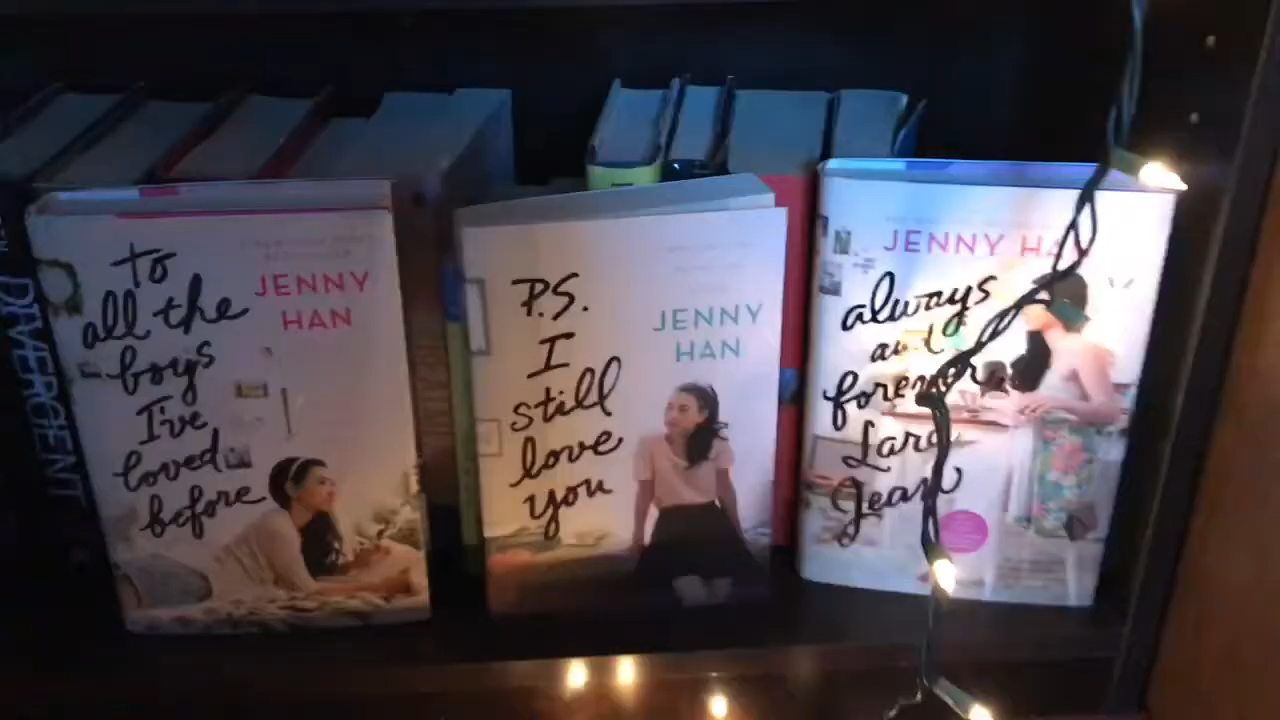 DIVERGENT
to
all the
boys
I've
loved
before
JENNY
HAN
P.S.
I
still
love
you
JENNY
HAN
JENNY HAN
always
and
forever,
Lara
Jean